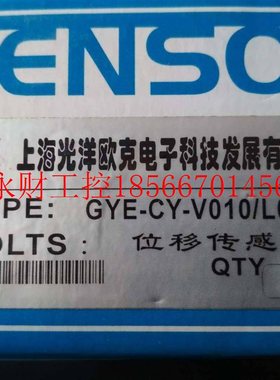 ENSO
上海光洋欧克电子科技发展有
永财工控18566701450
PE: GYE-CY-V010/L
OLTS: 位移传感
QTY